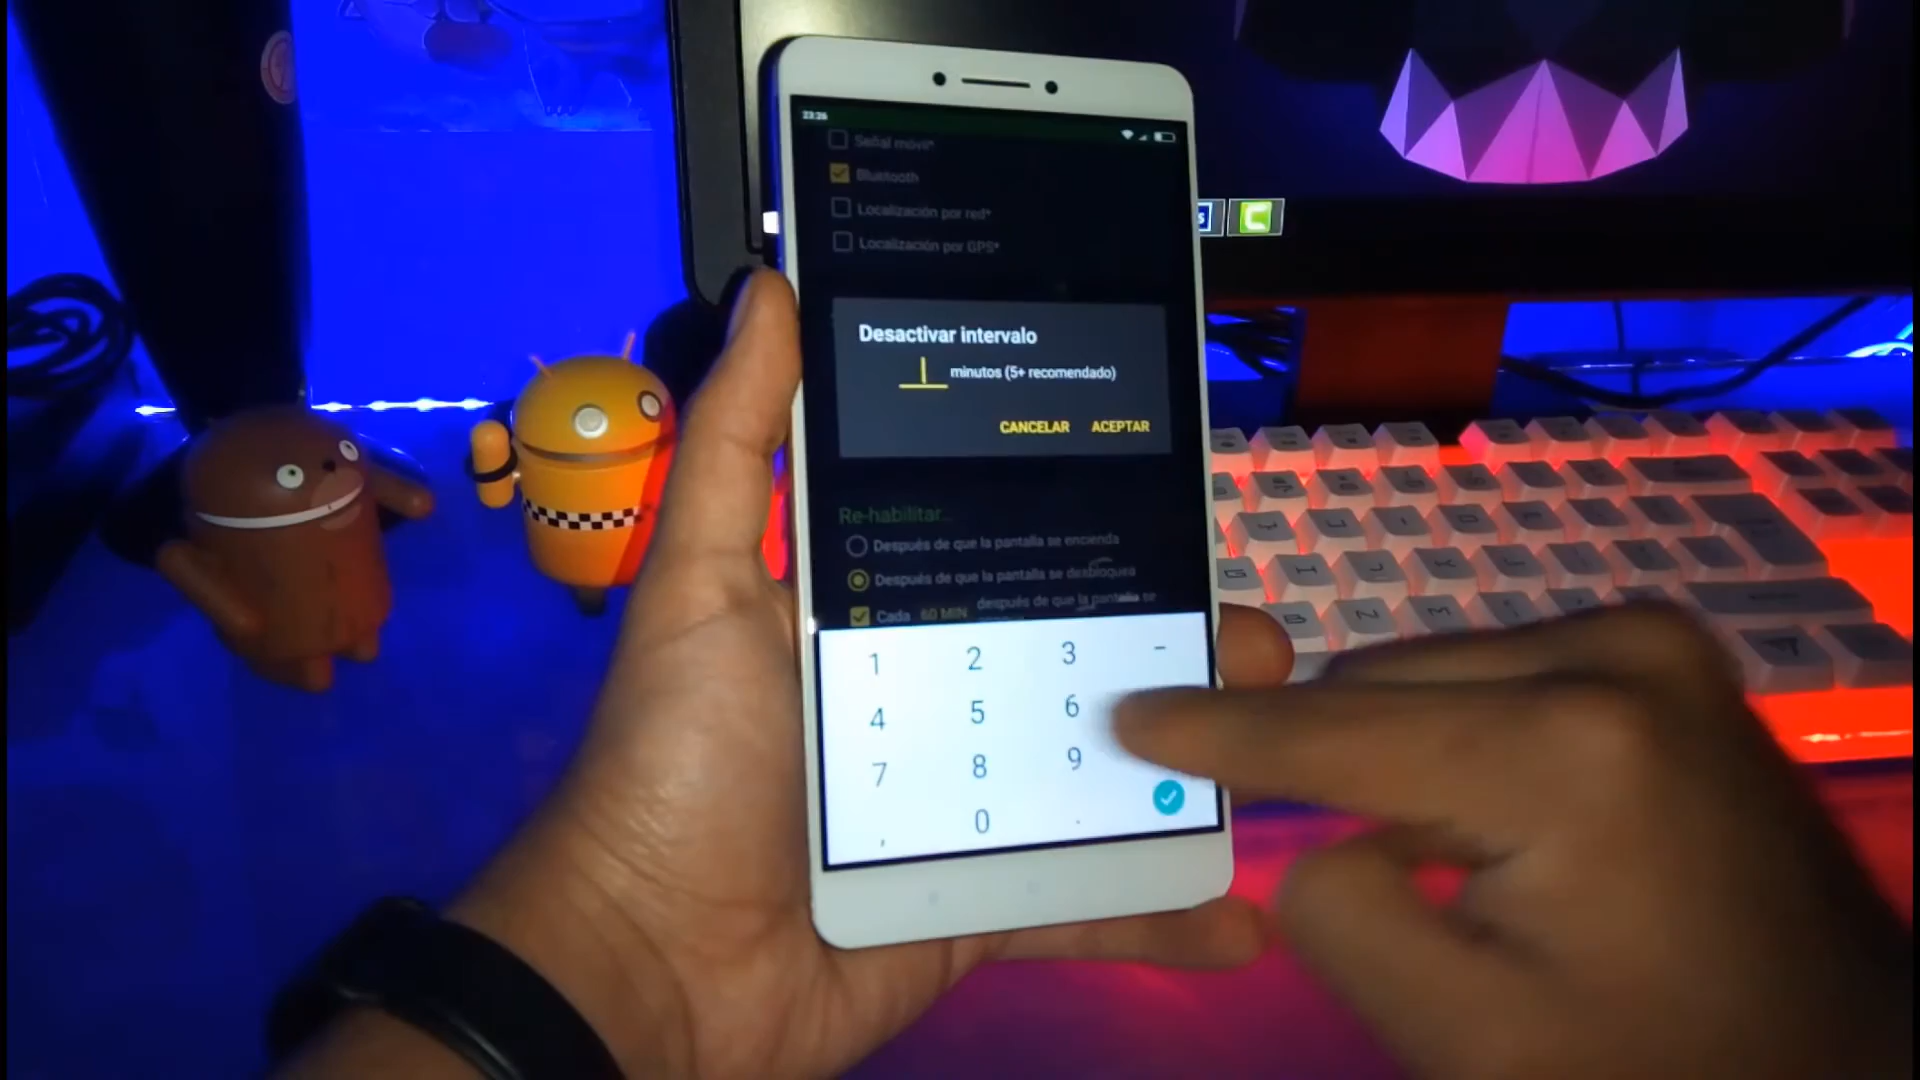 23:26
Señal móvil*
Bluetooth
Localización por red*
Localización por GPS*
Desactivar intervalo
minutos (5+ recomendado)
CANCELAR ACEPTAR
Re-habilitar...
Después de que la pantalla se encienda
Después de que la pantalla se desbloquea
Cada 60 MIN después de que la pantalla se
1 2 3 -
4 5 6
7 8 9
, 0 .
Y U I O P
G H J K L
B N M